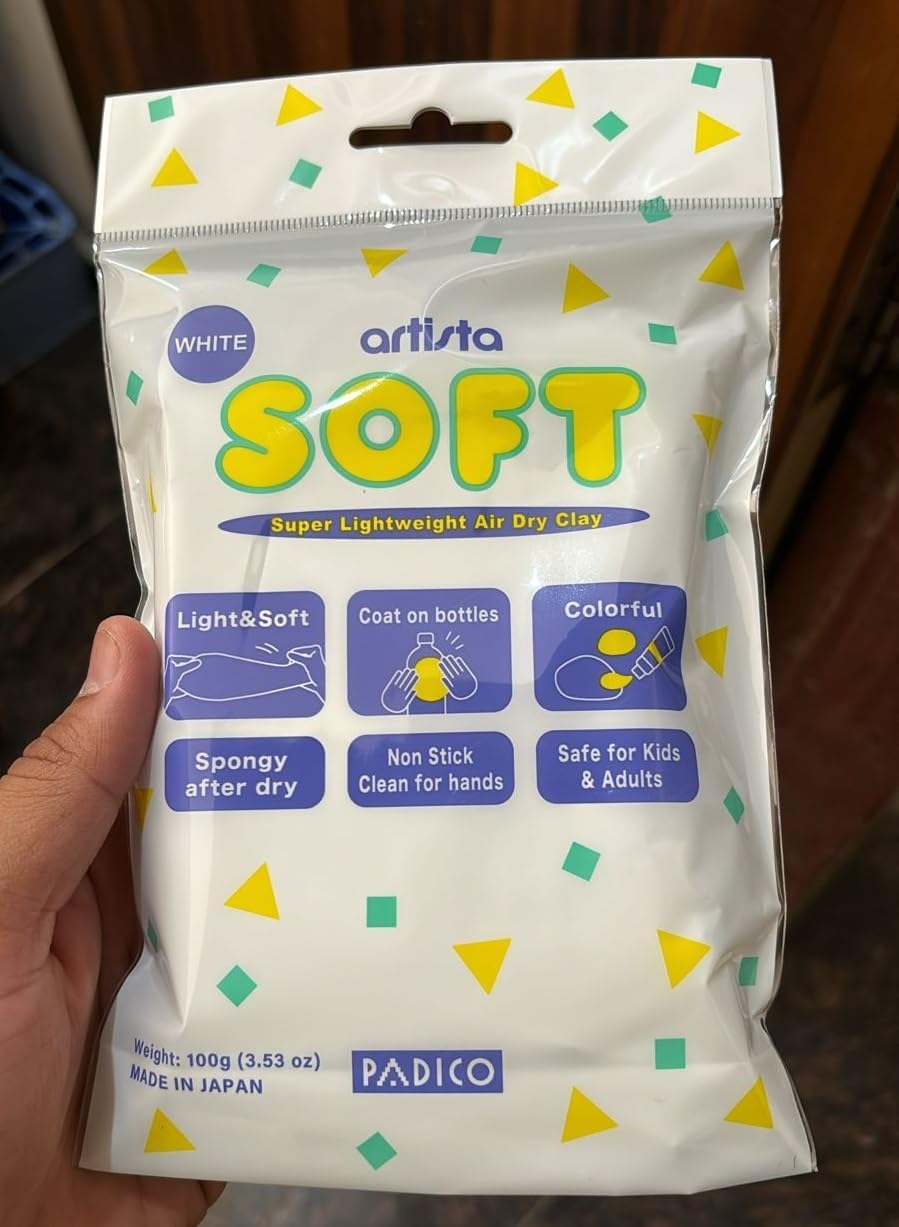 WHITE
artista
SOFT
Super Lightweight Air Dry Clay
Light&Soft
Coat on bottles
Colorful
Spongy
after dry
Non Stick
Clean for hands
Safe for Kids
& Adults
Weight: 100g (3.53 oz)
MADE IN JAPAN
PADICO